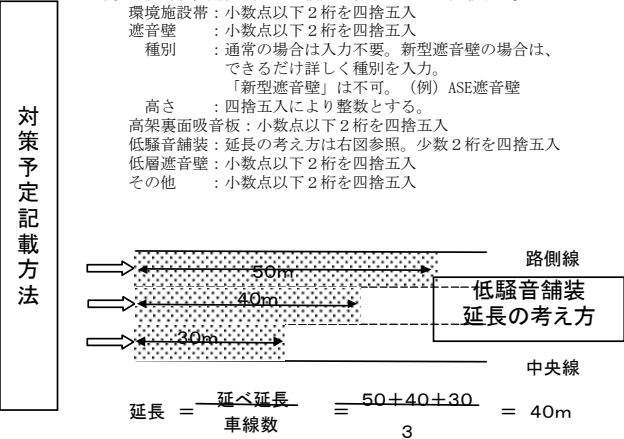 対策予定記載方法
環境施設帯：小数点以下２桁を四捨五入
遮音壁　　：小数点以下２桁を四捨五入
種別　　：通常の場合は入力不要。新型遮音壁の場合は、
できるだけ詳しく種別を入力。
「新型遮音壁」は不可。（例）ASE遮音壁
高さ　　：四捨五入により整数とする。
高架裏面吸音板：小数点以下２桁を四捨五入
低騒音舗装：延長の考え方は右図参照。少数２桁を四捨五入
低層遮音壁：小数点以下２桁を四捨五入
その他　　：小数点以下２桁を四捨五入
路側線
50m
低騒音舗装
延長の考え方
40m
30m
中央線
延長　＝　延べ延長　＝　50＋40＋30　＝　40m
車線数　3